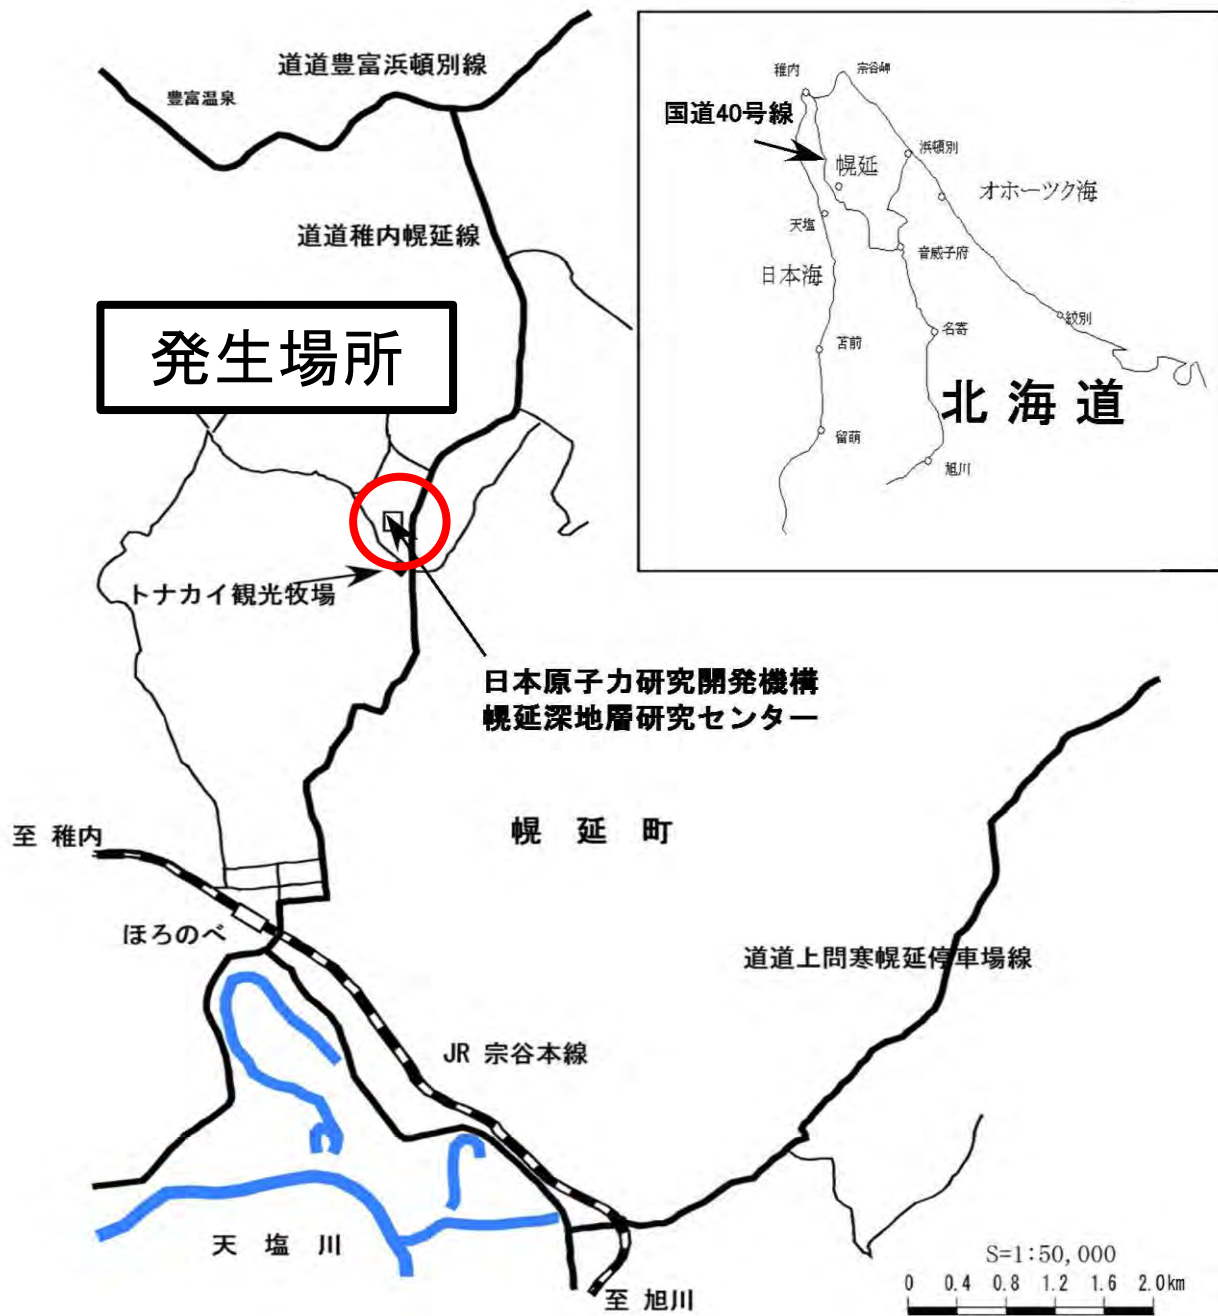 道道豊富浜頓別線
豊富温泉
道道稚内幌延線
発生場所
トナカイ観光牧場
日本原子力研究開発機構
幌延深地層研究センター
幌延町
至 稚内
ほろのべ
道道上問寒幌延停車場線
JR 宗谷本線
天塩川
至 旭川
S=1:50,000
0 0.4 0.8 1.2 1.6 2.0km
稚内
宗谷岬
国道40号線
浜頓別
幌延
オホーツク海
天塩
音威子府
日本海
紋別
名寄
苫前
北海道
留萌
旭川